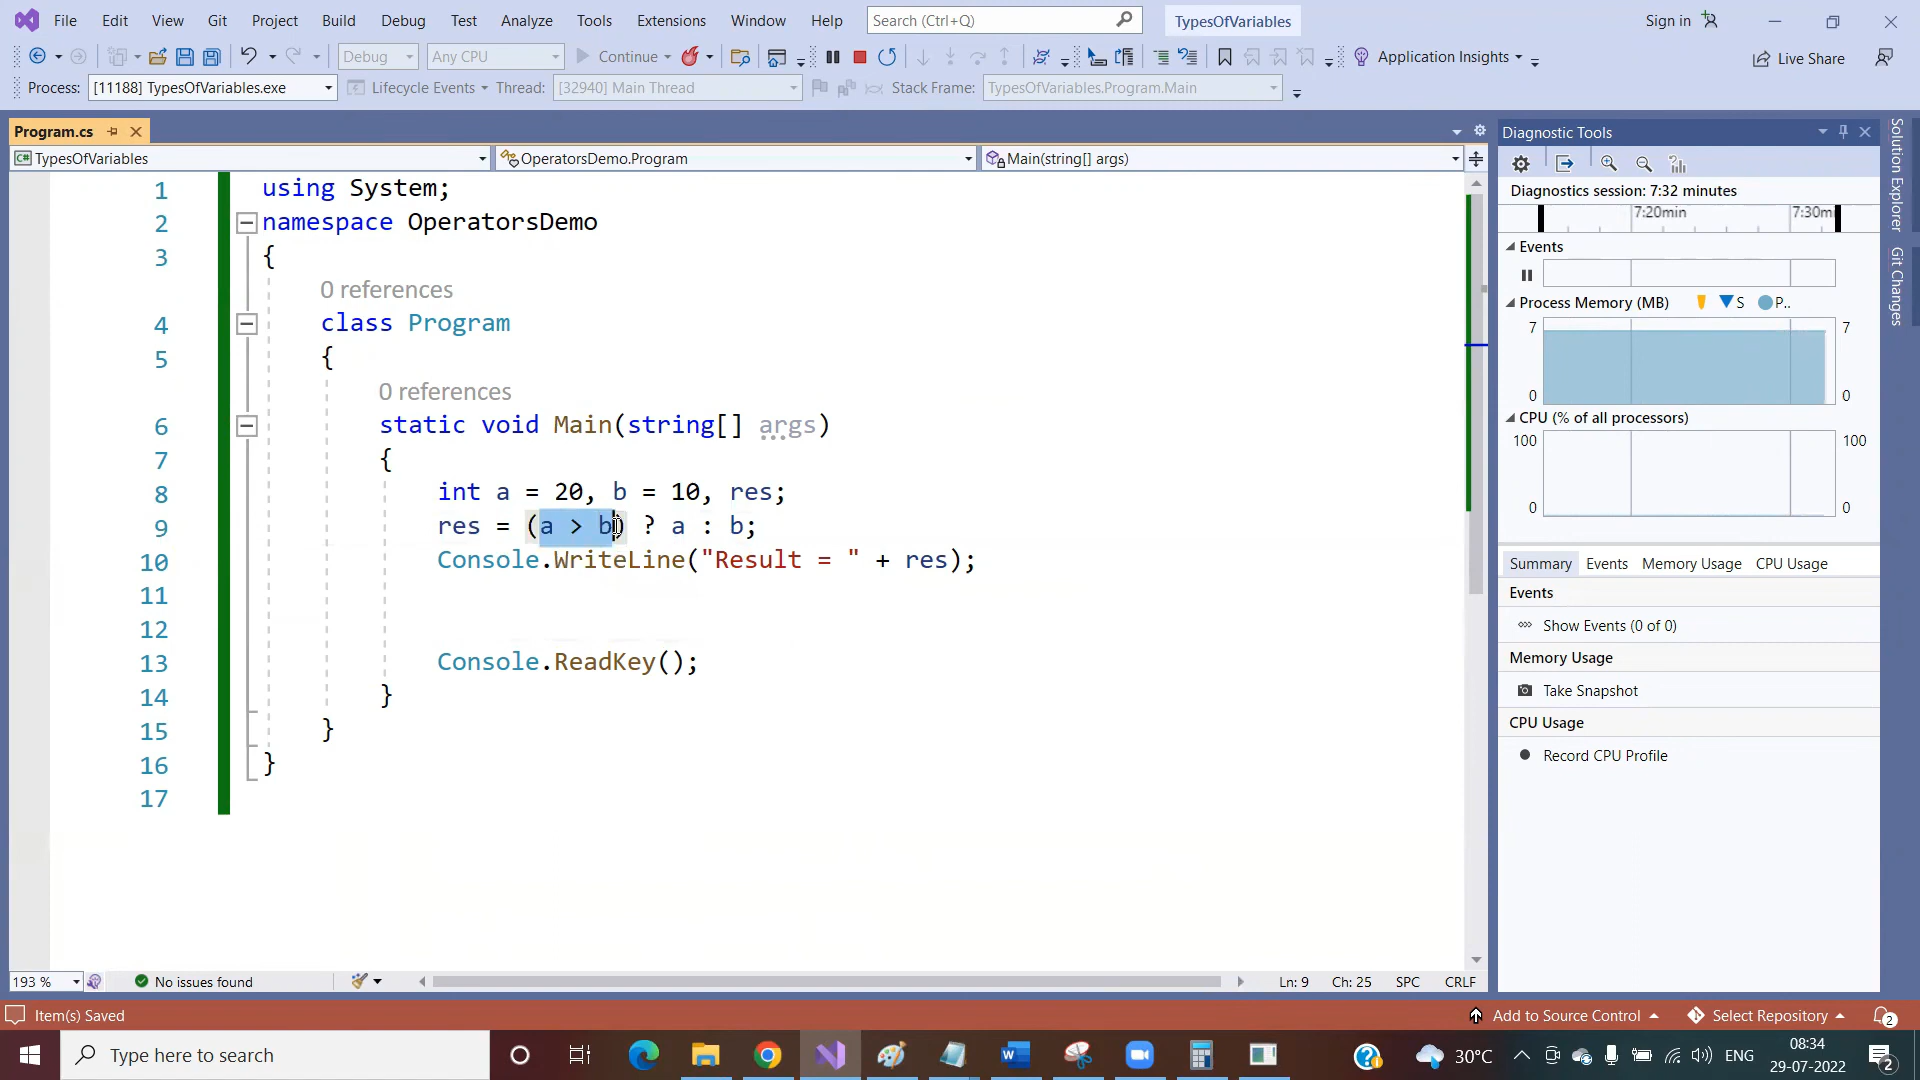 File Edit View Git Project Build Debug Test Analyze Tools Extensions Window Help Search (Ctrl+Q) TypesOfVariables Sign in
Debug Any CPU Continue Application Insights Live Share
Process: [11188] TypesOfVariables.exe Lifecycle Events Thread: [32940] Main Thread Stack Frame: TypesOfVariables.Program.Main
Program.cs
TypesOfVariables OperatorsDemo.Program Main(string[] args)
1 using System;
2 namespace OperatorsDemo
3 {
0 references
4 class Program
5 {
0 references
6 static void Main(string[] args)
7 {
8 int a = 20, b = 10, res;
9 res = (a > b) ? a : b;
10 Console.WriteLine("Result = " + res);
11
12
13 Console.ReadKey();
14 }
15 }
16 }
17
193 % No issues found Ln: 9 Ch: 25 SPC CRLF
Diagnostic Tools
Diagnostics session: 7:32 minutes
7:20min 7:30m
Events
Process Memory (MB) S P..
7 7
0 0
CPU (% of all processors)
100 100
0 0
Summary Events Memory Usage CPU Usage
Events
Show Events (0 of 0)
Memory Usage
Take Snapshot
CPU Usage
Record CPU Profile
Solution Explorer
Git Changes
Item(s) Saved Add to Source Control Select Repository 2
Type here to search 30°C ENG 08:34
29-07-2022 2